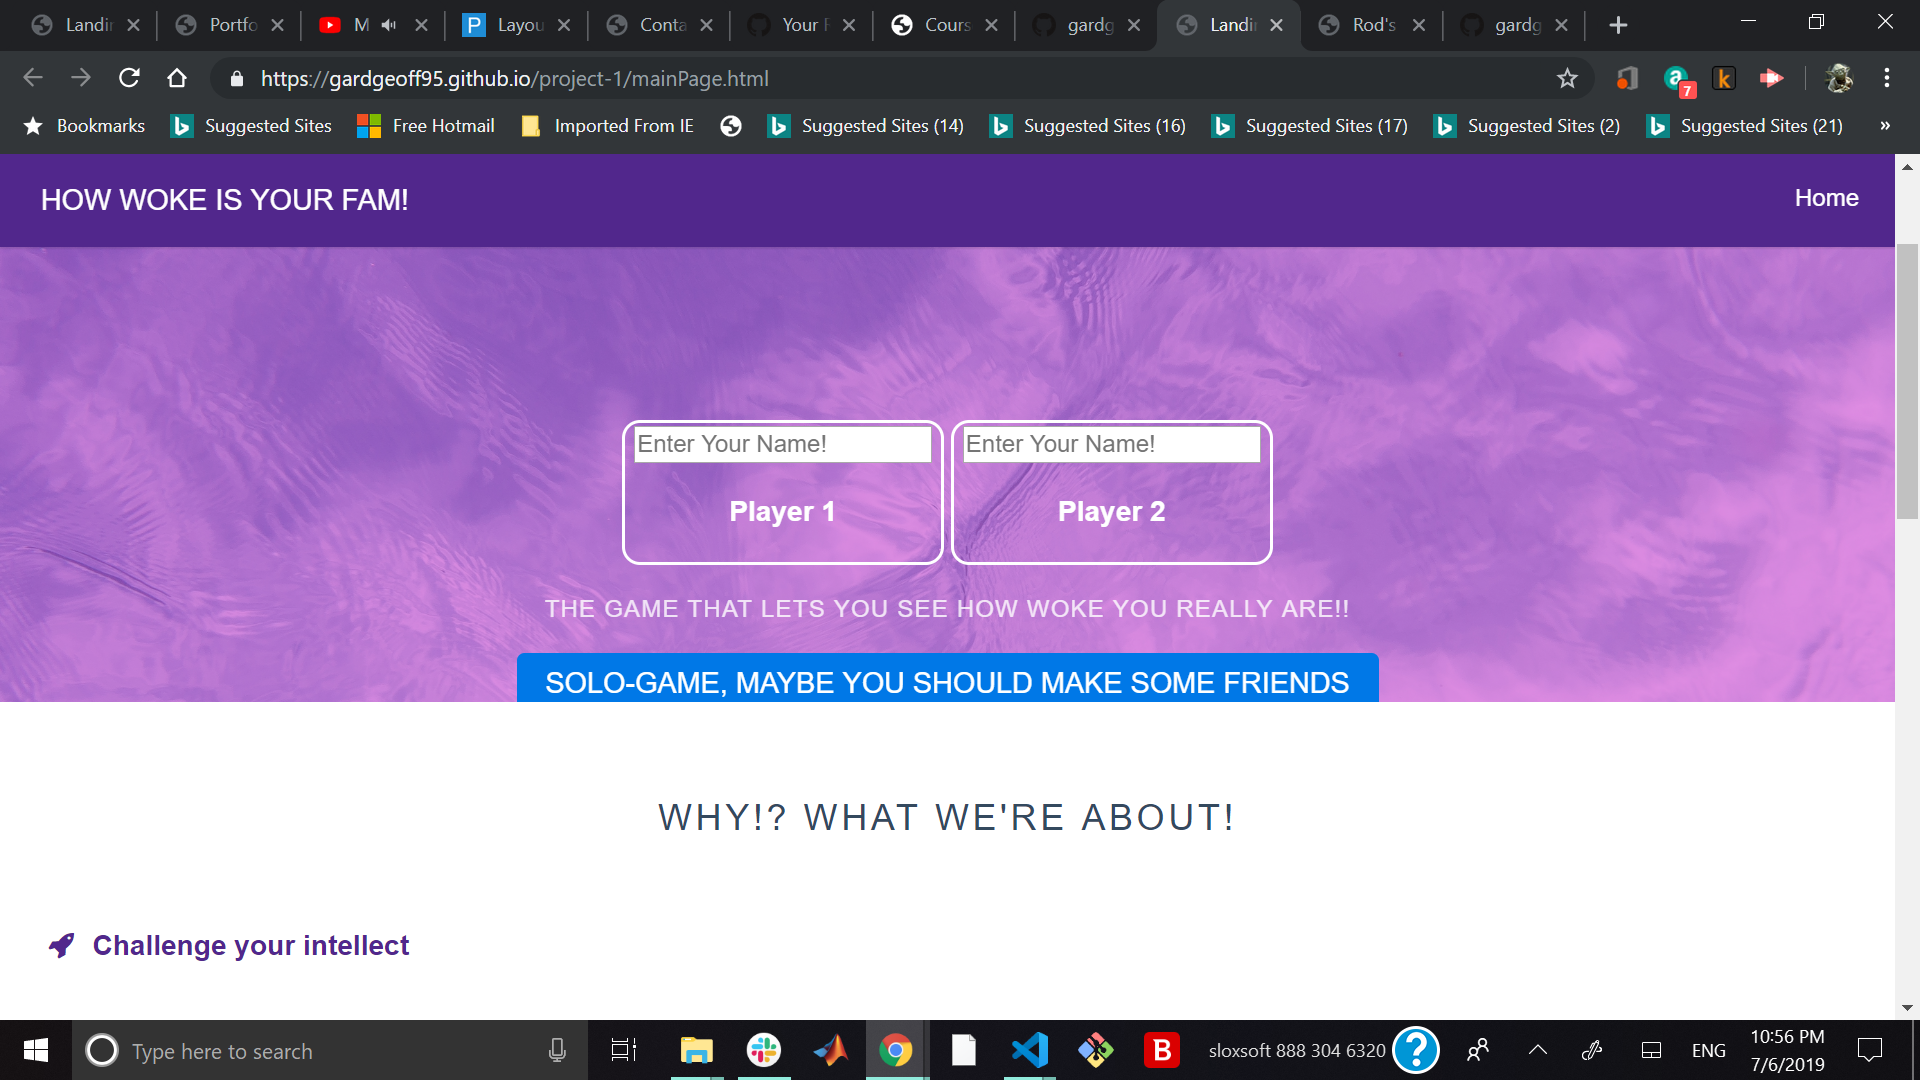 Landin
Portfo
M
Layou
Conta
Your R
Cours
gardg
Landin
Rod's
gardg
https://gardgeoff95.github.io/project-1/mainPage.html
7
Bookmarks
Suggested Sites
Free Hotmail
Imported From IE
Suggested Sites (14)
Suggested Sites (16)
Suggested Sites (17)
Suggested Sites (2)
Suggested Sites (21)
»
HOW WOKE IS YOUR FAM!
Home
Enter Your Name!
Enter Your Name!
Player 1
Player 2
THE GAME THAT LETS YOU SEE HOW WOKE YOU REALLY ARE!!
SOLO-GAME, MAYBE YOU SHOULD MAKE SOME FRIENDS
WHY!? WHAT WE'RE ABOUT!
Challenge your intellect
Type here to search
sloxsoft 888 304 6320
ENG
10:56 PM
7/6/2019